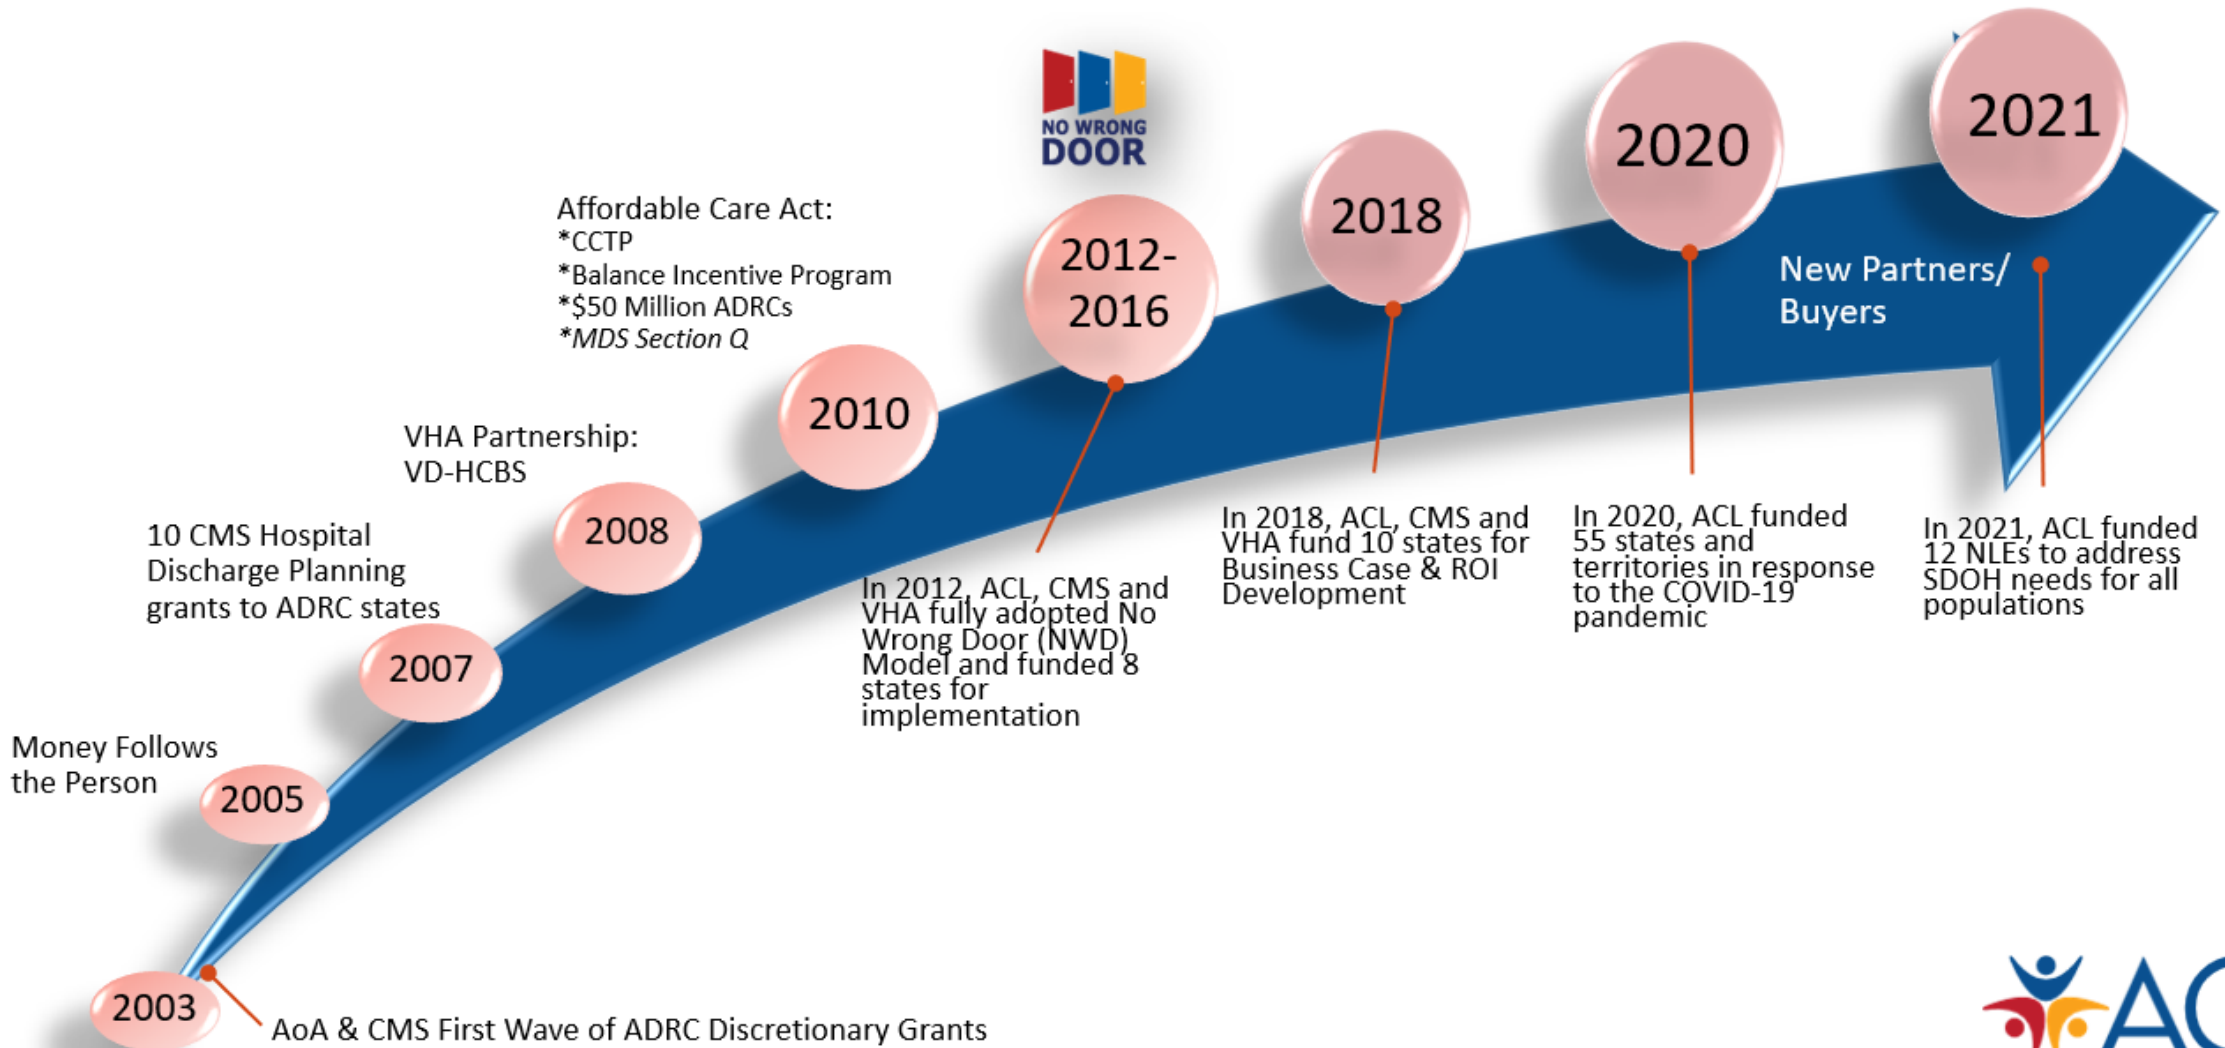 NO WRONG
DOOR
2021
2020
2018
2012-
2016
Affordable Care Act:
*CCTP
*Balance Incentive Program
*$50 Million ADRCs
*MDS Section Q
New Partners/
Buyers
2010
VHA Partnership:
VD-HCBS
2008
10 CMS Hospital
Discharge Planning
grants to ADRC states
2007
In 2012, ACL, CMS and
VHA fully adopted No
Wrong Door (NWD)
Model and funded 8
states for
implementation
In 2018, ACL, CMS and
VHA fund 10 states for
Business Case & ROI
Development
In 2020, ACL funded
55 states and
territories in response
to the COVID-19
pandemic
In 2021, ACL funded
12 NLEs to address
SDOH needs for all
populations
Money Follows
the Person
2005
2003
AoA & CMS First Wave of ADRC Discretionary Grants